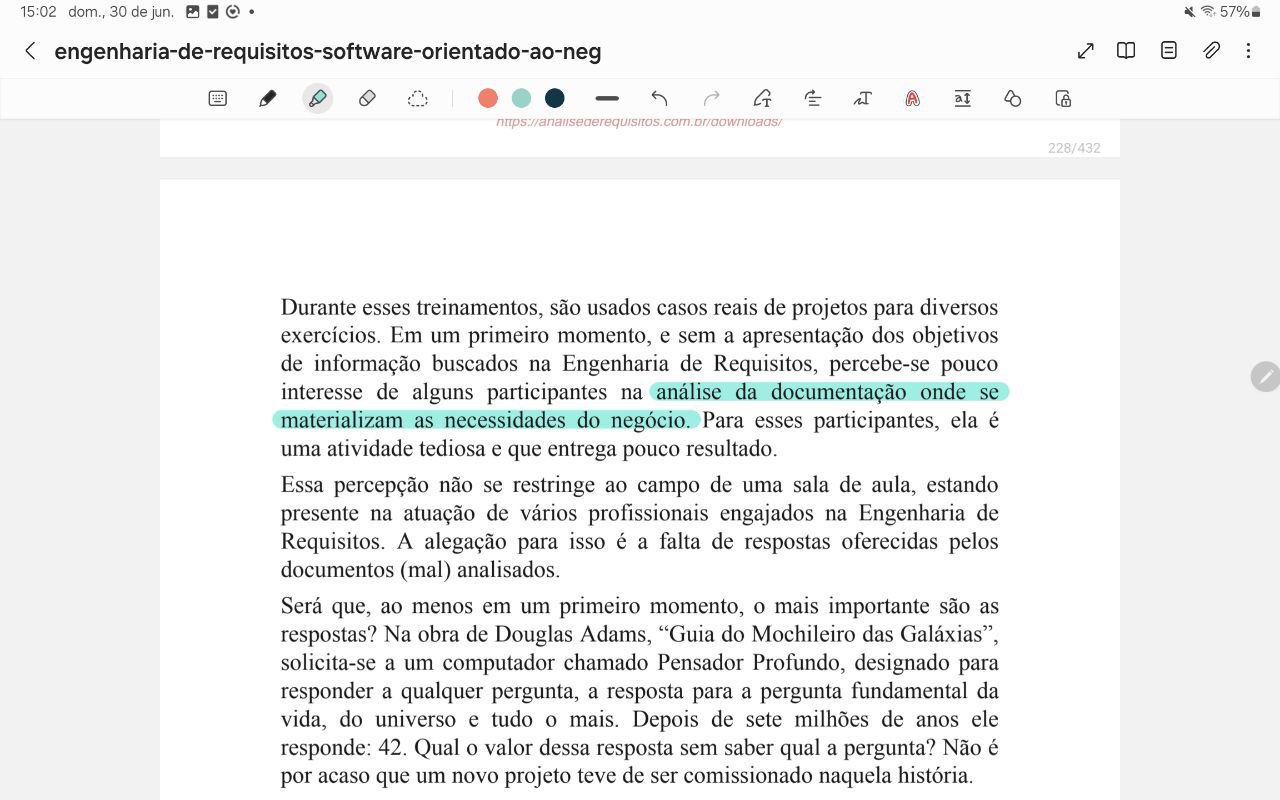 15:02 dom., 30 de jun.
57%
engenharia-de-requisitos-software-orientado-ao-neg
https://analisederequisitos.com.br/downloads/
228/432
Durante esses treinamentos, são usados casos reais de projetos para diversos
exercícios. Em um primeiro momento, e sem a apresentação dos objetivos
de informação buscados na Engenharia de Requisitos, percebe-se pouco
interesse de alguns participantes na análise da documentação onde se
materializam as necessidades do negócio. Para esses participantes, ela é
uma atividade tediosa e que entrega pouco resultado.
Essa percepção não se restringe ao campo de uma sala de aula, estando
presente na atuação de vários profissionais engajados na Engenharia de
Requisitos. A alegação para isso é a falta de respostas oferecidas pelos
documentos (mal) analisados.
Será que, ao menos em um primeiro momento, o mais importante são as
respostas? Na obra de Douglas Adams, “Guia do Mochileiro das Galáxias”,
solicita-se a um computador chamado Pensador Profundo, designado para
responder a qualquer pergunta, a resposta para a pergunta fundamental da
vida, do universo e tudo o mais. Depois de sete milhões de anos ele
responde: 42. Qual o valor dessa resposta sem saber qual a pergunta? Não é
por acaso que um novo projeto teve de ser comissionado naquela história.